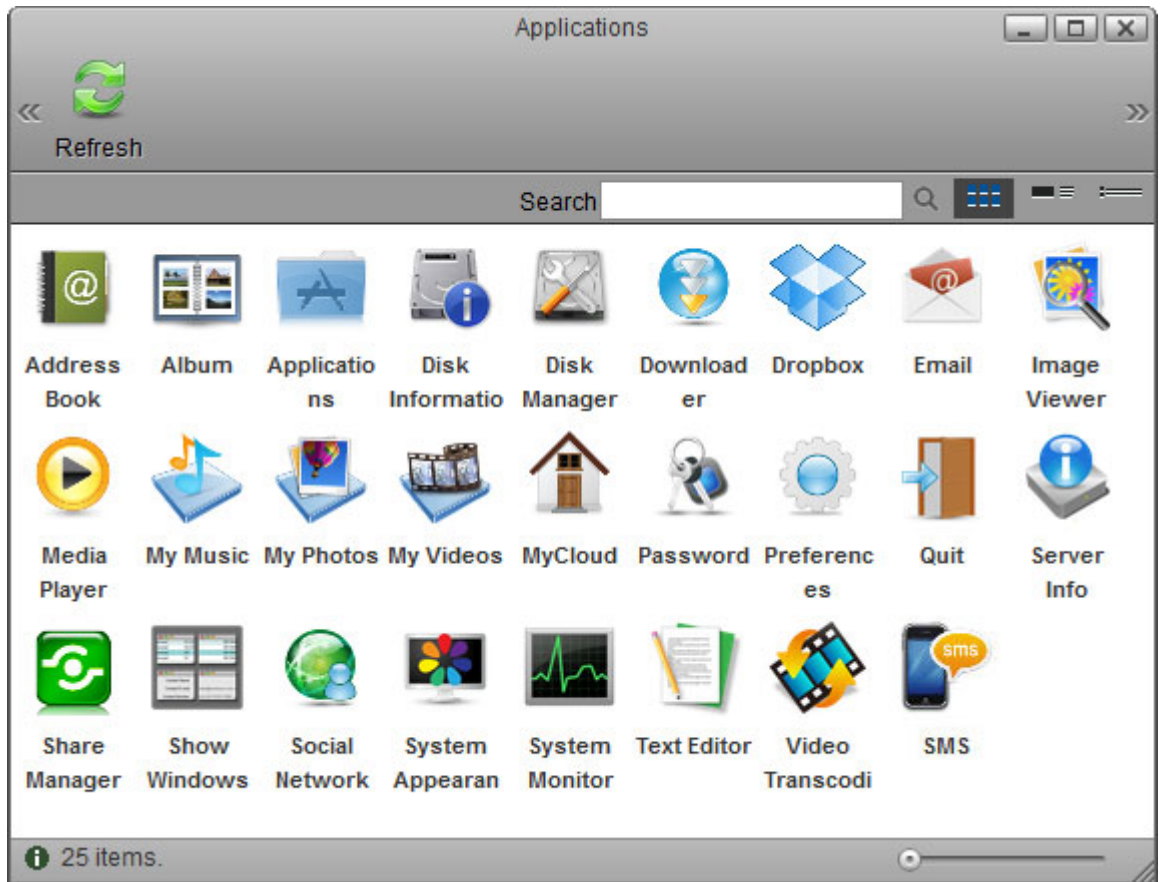 Applications
Refresh
Search
Address Album Applicatio Disk Disk Download Dropbox Email Image
Book ns Informatio Manager er Viewer
Media My Music My Photos My Videos MyCloud Password Preferenc Quit Server
Player es Info
sms
Share Show Social System System Text Editor Video SMS
Manager Windows Network Appearan Monitor Transcodi
25 items.